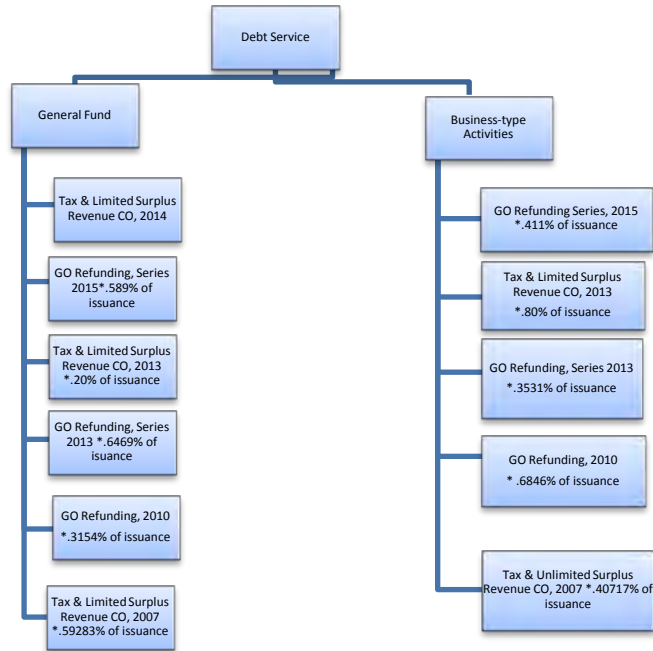 Debt Service
General Fund
Tax & Limited Surplus
Revenue CO, 2014
GO Refunding, Series
2015*.589% of
issuance
Tax & Limited Surplus
Revenue CO, 2013
*.20% of issuance
GO Refunding, Series
2013 *.6469% of
iuance
GO Refunding, 2010
*.3154% of issuance
Tax & Limited Surplus
Revenue CO, 2007
*.59283% of issuance
Business-type
Activities
GO Refunding Series, 2015
*.411% of issuance
Tax & Limited Surplus
Revenue CO, 2013
*.80% of issuance
GO Refunding, Series 2013
*.3531% of issuance
GO Refunding, 2010
* .6846% of issuance
Tax & Unlimited Surplus
Revenue CO, 2007 *.40717% of
issuance